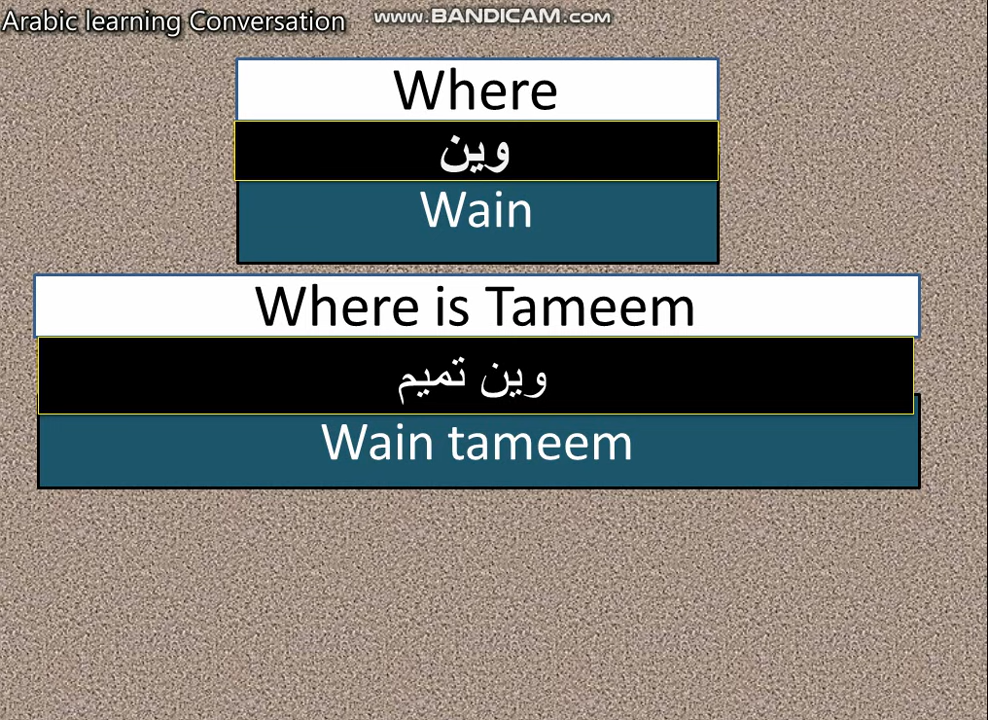 Arabic learning Conversation
www.BANDICAM.com
Where
وين
Wain
Where is Tameem
وين تميم
Wain tameem